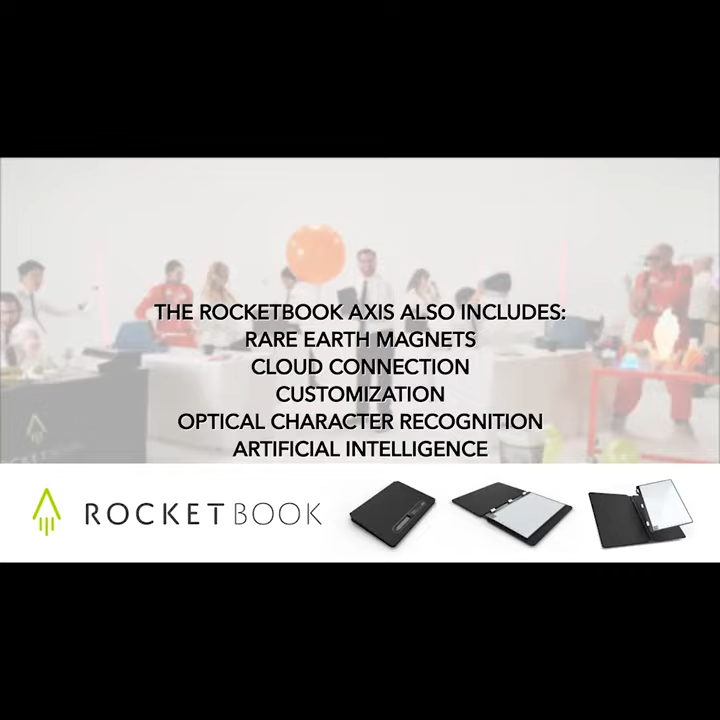 THE ROCKETBOOK AXIS ALSO INCLUDES:
RARE EARTH MAGNETS
CLOUD CONNECTION
CUSTOMIZATION
OPTICAL CHARACTER RECOGNITION
ARTIFICIAL INTELLIGENCE
ROCKETBOOK